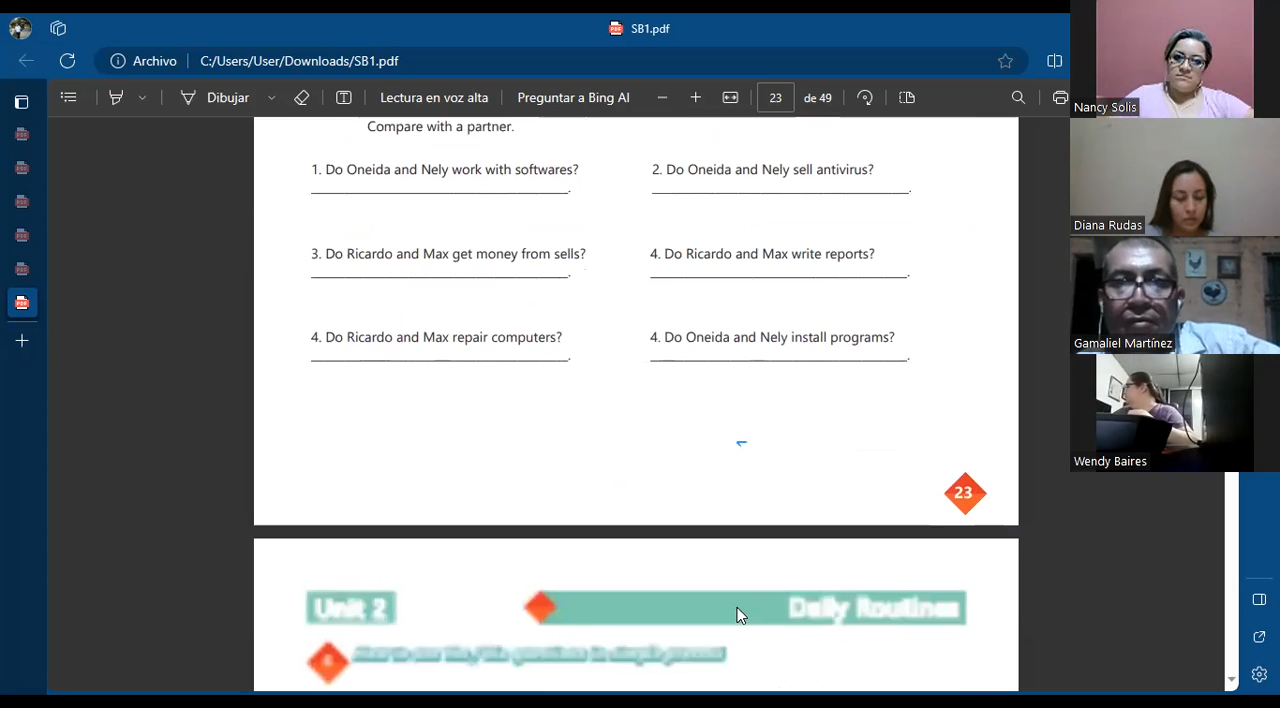 SB1.pdf
Archivo C:/Users/User/Downloads/SB1.pdf
Dibujar Lectura en voz alta Preguntar a Bing AI 23 de 49
Compare with a partner.
1. Do Oneida and Nely work with softwares? 2. Do Oneida and Nely sell antivirus?
3. Do Ricardo and Max get money from sells? 4. Do Ricardo and Max write reports?
4. Do Ricardo and Max repair computers? 4. Do Oneida and Nely install programs?
23
Unit 2 Daily Routines
questions in simple present
Nancy Solis
Diana Rudas
Gamaliel Martínez
Wendy Baires